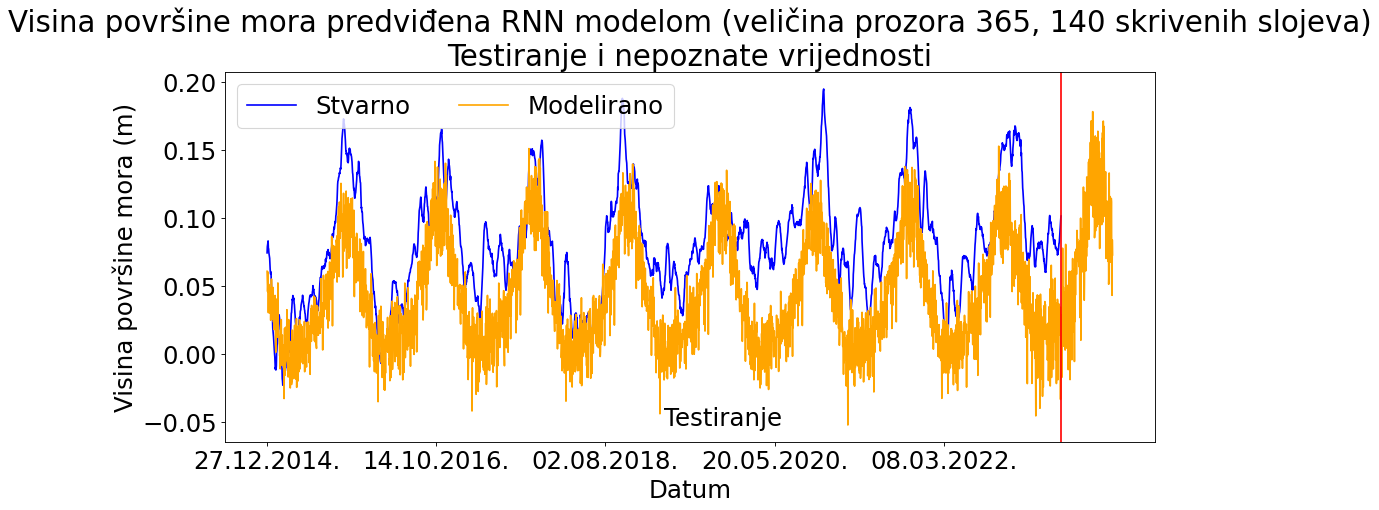 Visina površine mora predviđena RNN modelom (veličina prozora 365, 140 skrivenih slojeva)
Testiranje i nepoznate vrijednosti
Stvarno Modelirano
Visina površine mora (m)
0.20
0.15
0.10
0.05
0.00
−0.05
Testiranje
27.12.2014. 14.10.2016. 02.08.2018. 20.05.2020. 08.03.2022.
Datum